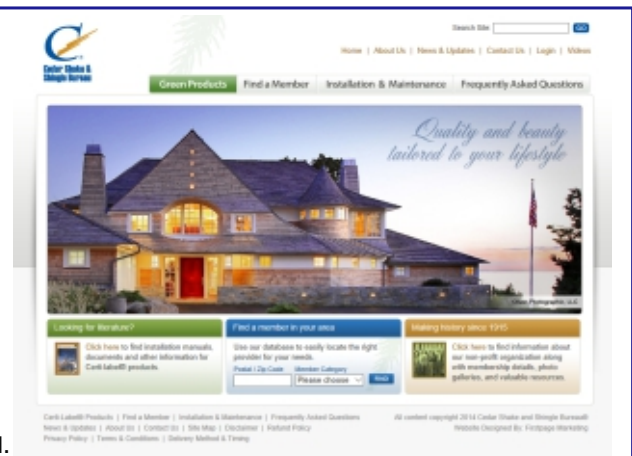 Search Site GO
Home | About Us | News & Updates | Contact Us | Login | Videos
Cedar Shake &
Shingle Bureau
Green Products Find a Member Installation & Maintenance Frequently Asked Questions
Quality and beauty
tailored to your lifestyle
Photographic, LLC
Looking for literature?
Click here to find installation manuals,
documents and other information for
Certi-label® products.
Find a member in your area
Use our database to easily locate the right
provider for your needs.
Postal / Zip Code Member Category
Please choose FIND
Making history since 1915
Click here to find information about
our non-profit organization along
with membership details, photo
galleries, and valuable resources.
Certi-Label® Products | Find a Member | Installation & Maintenance | Frequently Asked Questions
News & Updates | About Us | Contact Us | Site Map | Disclaimer | Refund Policy
Privacy Policy | Terms & Conditions | Delivery Method & Timing
All content copyright 2014 Cedar Shake and Shingle Bureau®
Website Designed By: Firstpage Marketing